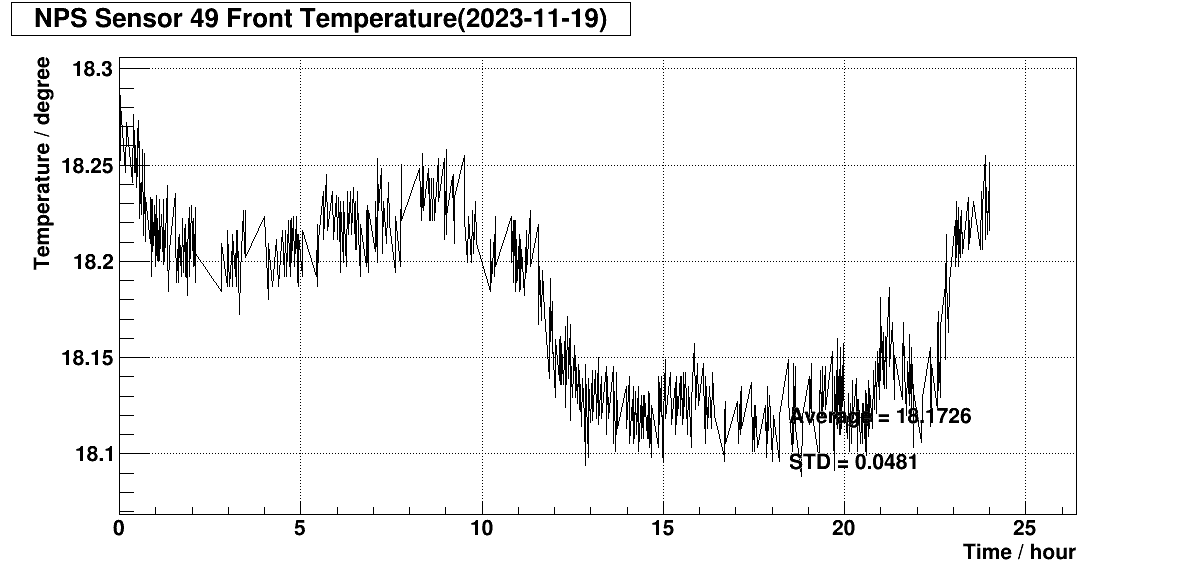 NPS Sensor 49 Front Temperature(2023-11-19)
Temperature / degree
18.3
18.25
18.2
18.15
18.1
Average = 18.1726
STD = 0.0481
0 5 10 15 20 25
Time / hour